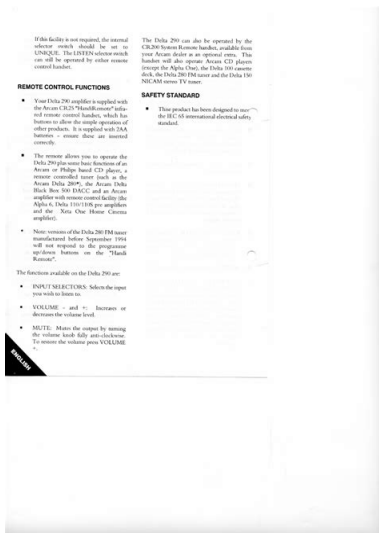 If this facility is not required, the internal
selector switch should be set to
UNIQUE. The LISTEN selector switch
can still be operated by either remote
control handset.
REMOTE CONTROL FUNCTIONS
• Your Delta 290 amplifier is supplied with
the Arcam CR25 "HandiRemote" infra-
red remote control handset, which has
buttons to allow the simple operation of
other products. It is supplied with 2AA
batteries - ensure these are inserted
correctly.
• The remote allows you to operate the
Delta 290 plus some basic functions of an
Arcam or Philips based CD player, a
remote controlled tuner (such as the
Arcam Delta 280*), the Arcam Delta
Black Box 500 DACC and an Arcam
amplifier with remote control facility (the
Alpha 6, Delta 110/110S pre amplifiers
and the Xeta One Home Cinema
amplifier).
* Note: versions of the Delta 280 FM tuner
manufactured before September 1994
will not respond to the programme
up/down buttons on the "Handi
Remote".
The functions available on the Delta 290 are:
• INPUT SELECTORS: Selects the input
you wish to listen to.
• VOLUME - and +: Increases or
decreases the volume level.
• MUTE: Mutes the output by turning
the volume knob fully anti-clockwise.
To restore the volume press VOLUME
+.
ENGLISH
The Delta 290 can also be operated by the
CR200 System Remote handset, available from
your Arcam dealer as an optional extra. This
handset will also operate Arcam CD players
(except the Alpha One), the Delta 100 cassette
deck, the Delta 280 FM tuner and the Delta 150
NICAM stereo TV tuner.
SAFETY STANDARD
• This product has been designed to meet
the IEC 65 international electrical safety
standard.